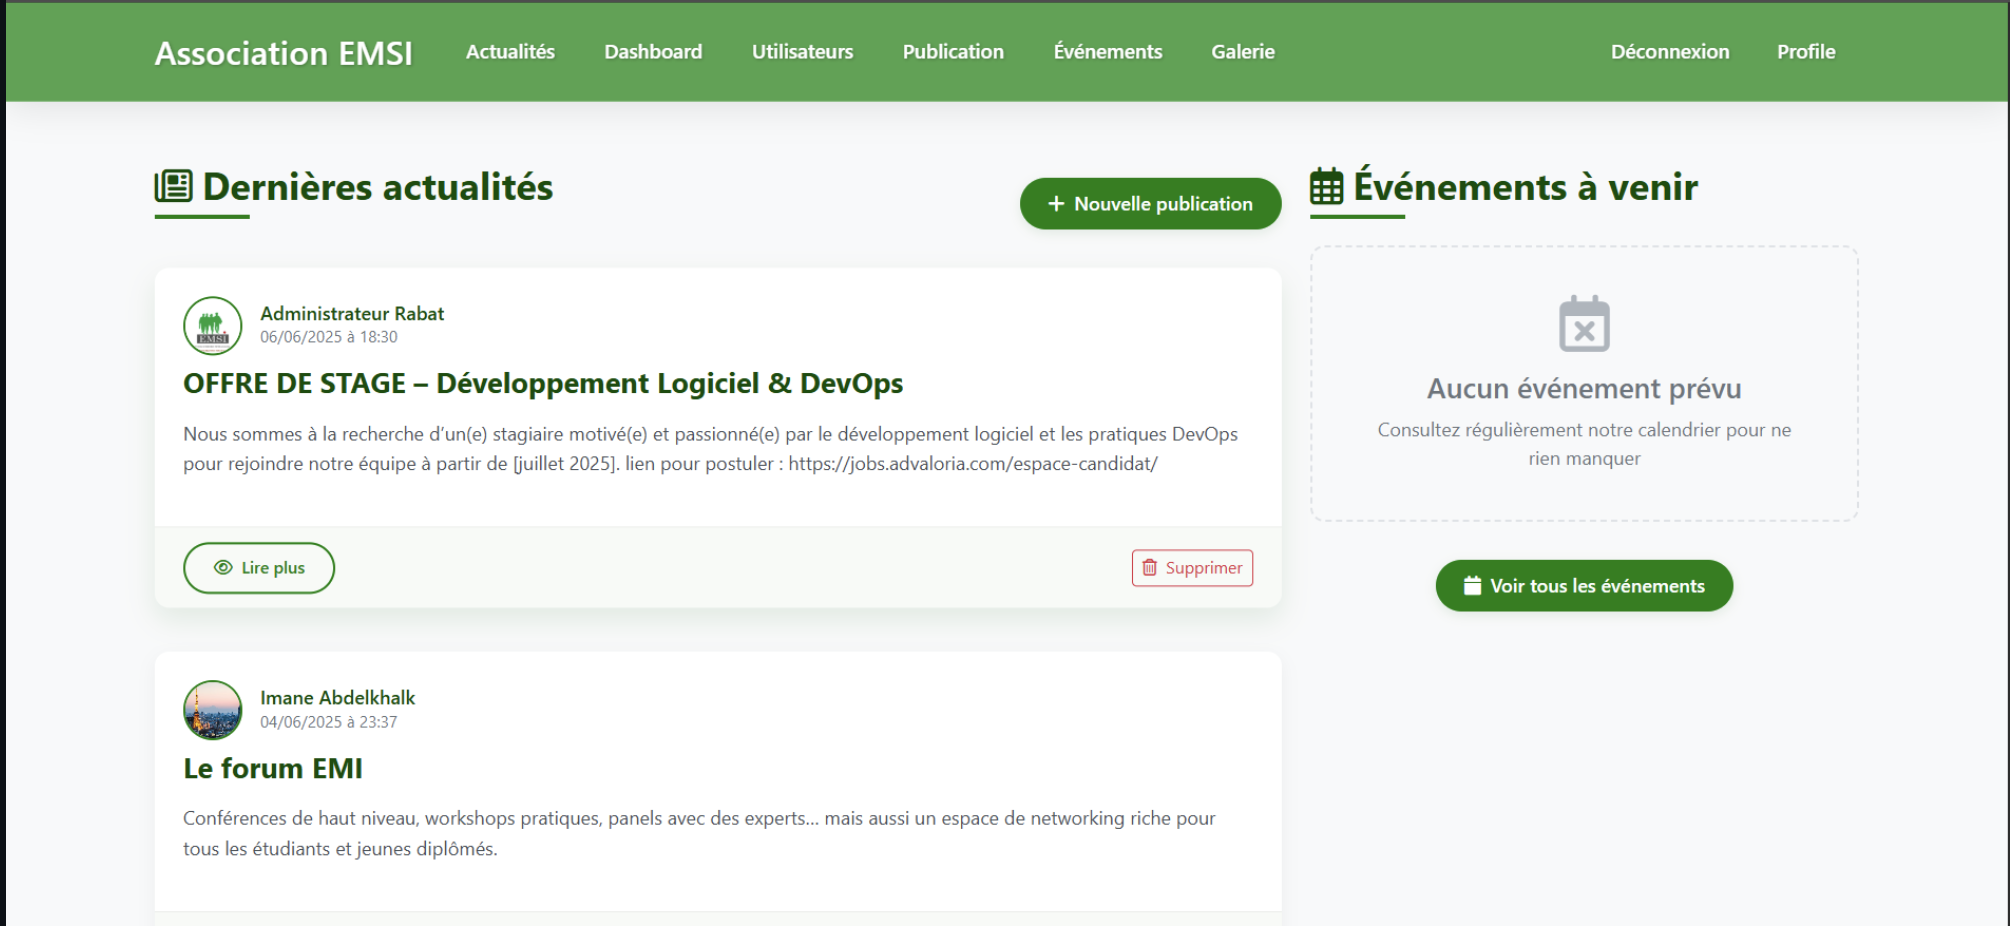 Association EMSI Actualités Dashboard Utilisateurs Publication Événements Galerie Déconnexion Profile
Dernières actualités
+ Nouvelle publication
Administrateur Rabat
06/06/2025 à 18:30
OFFRE DE STAGE – Développement Logiciel & DevOps
Nous sommes à la recherche d’un(e) stagiaire motivé(e) et passionné(e) par le développement logiciel et les pratiques DevOps
pour rejoindre notre équipe à partir de [juillet 2025]. lien pour postuler : https://jobs.advaloria.com/espace-candidat/
Lire plus
Supprimer
Imane Abdelkhalk
04/06/2025 à 23:37
Le forum EMI
Conférences de haut niveau, workshops pratiques, panels avec des experts... mais aussi un espace de networking riche pour
tous les étudiants et jeunes diplômés.
Événements à venir
Aucun événement prévu
Consultez régulièrement notre calendrier pour ne
rien manquer
Voir tous les événements
EMSI